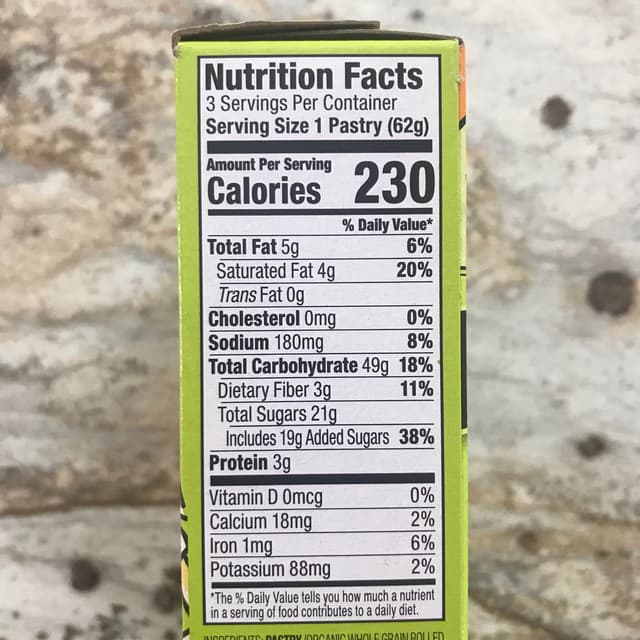 Nutrition Facts
3 Servings Per Container
Serving Size 1 Pastry (62g)
Amount Per Serving
Calories 230
% Daily Value*
Total Fat 5g 6%
Saturated Fat 4g 20%
Trans Fat 0g
Cholesterol 0mg 0%
Sodium 180mg 8%
Total Carbohydrate 49g 18%
Dietary Fiber 3g 11%
Total Sugars 21g
Includes 19g Added Sugars 38%
Protein 3g
Vitamin D 0mcg 0%
Calcium 18mg 2%
Iron 1mg 6%
Potassium 88mg 2%
*The % Daily Value tells you how much a nutrient
in a serving of food contributes to a daily diet.
INGREDIENTS: PASTRY (ORGANIC WHOLE GRAIN ROLLED